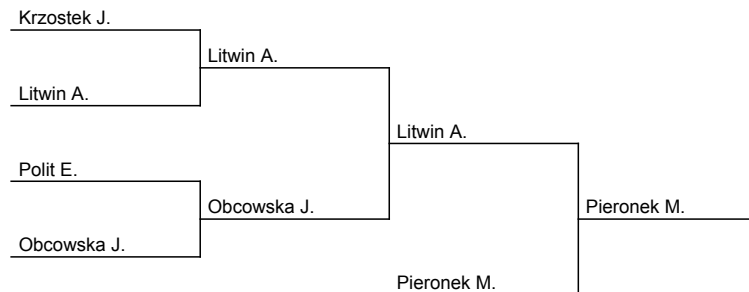 Krzostek J.
Litwin A.
Litwin A.
Litwin A.
Polit E.
Obcowska J.
Pieronek M.
Obcowska J.
Pieronek M.